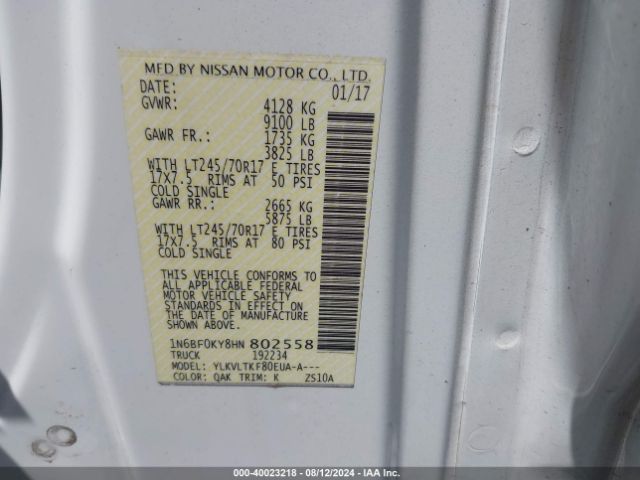 MFD BY NISSAN MOTOR CO., LTD.
DATE: 01/17
GVWR: 4128 KG
9100 LB
GAWR FR.: 1735 KG
3825 LB
WITH LT245/70R17 E TIRES
17X7.5 RIMS AT 50 PSI
COLD SINGLE
GAWR RR.: 2665 KG
5875 LB
WITH LT245/70R17 E TIRES
17X7.5 RIMS AT 80 PSI
COLD SINGLE
THIS VEHICLE CONFORMS TO
ALL APPLICABLE FEDERAL
MOTOR VEHICLE SAFETY
STANDARDS IN EFFECT ON
THE DATE OF MANUFACTURE
SHOWN ABOVE.
1N6BF0KY8HN802558
TRUCK 192234
MODEL: YLKVLTKF80EUA-A---
COLOR: QAK TRIM: K ZS10A
000-40023218 - 08/12/2024 - IAA Inc.